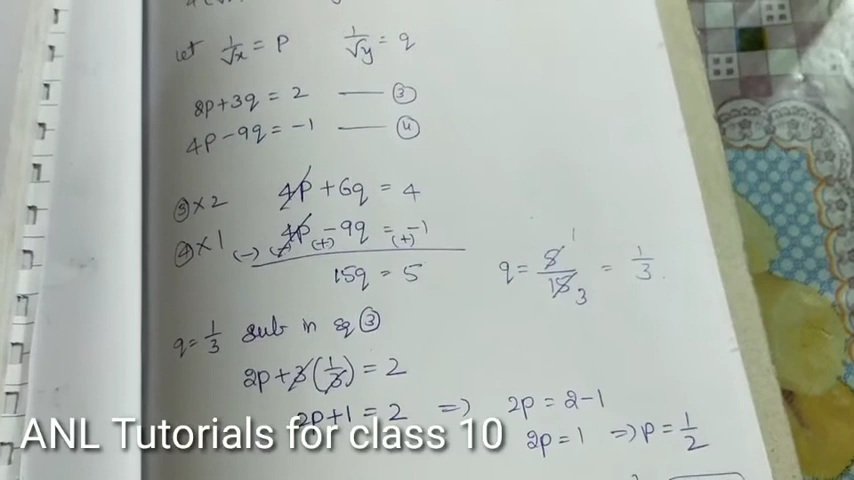 let 1/√x = p 1/√y = q
8p+3q = 2 —— ③
4p-9q = -1 —— ④
③×2 4p +6q = 4
④×1 (-) 4p (+) -9q = (+) -1
15q = 5 q = 5/15 = 1/3
q = 1/3 sub in eq ③
2p+3(1/3) = 2
2p+1 = 2 => 2p = 2-1
2p = 1 => p = 1/2
ANL Tutorials for class 10